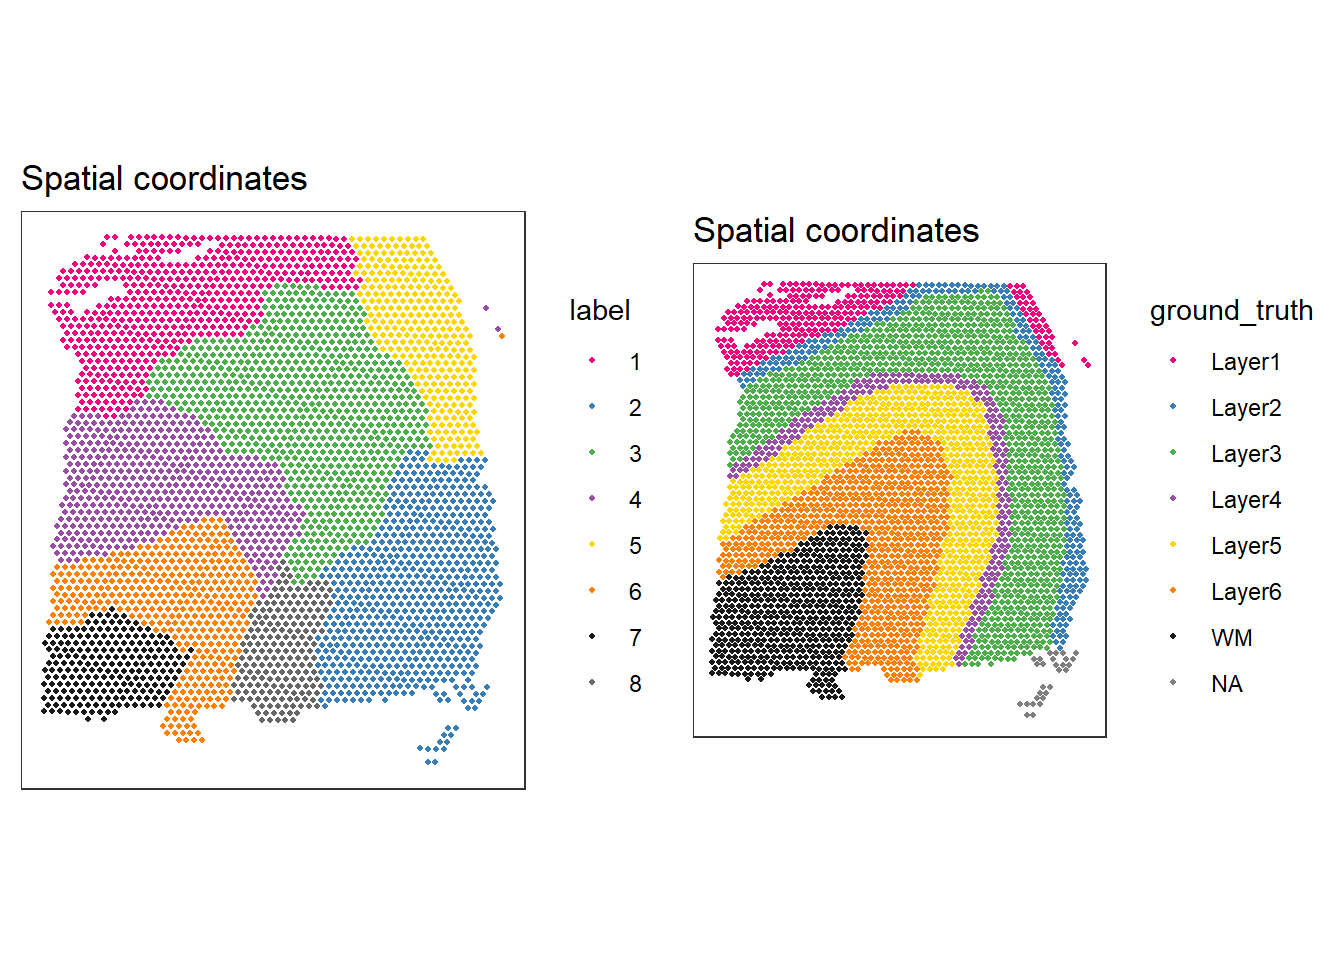 Spatial coordinates
label
1
2
3
4
5
6
7
8
Spatial coordinates
ground_truth
Layer1
Layer2
Layer3
Layer4
Layer5
Layer6
WM
NA